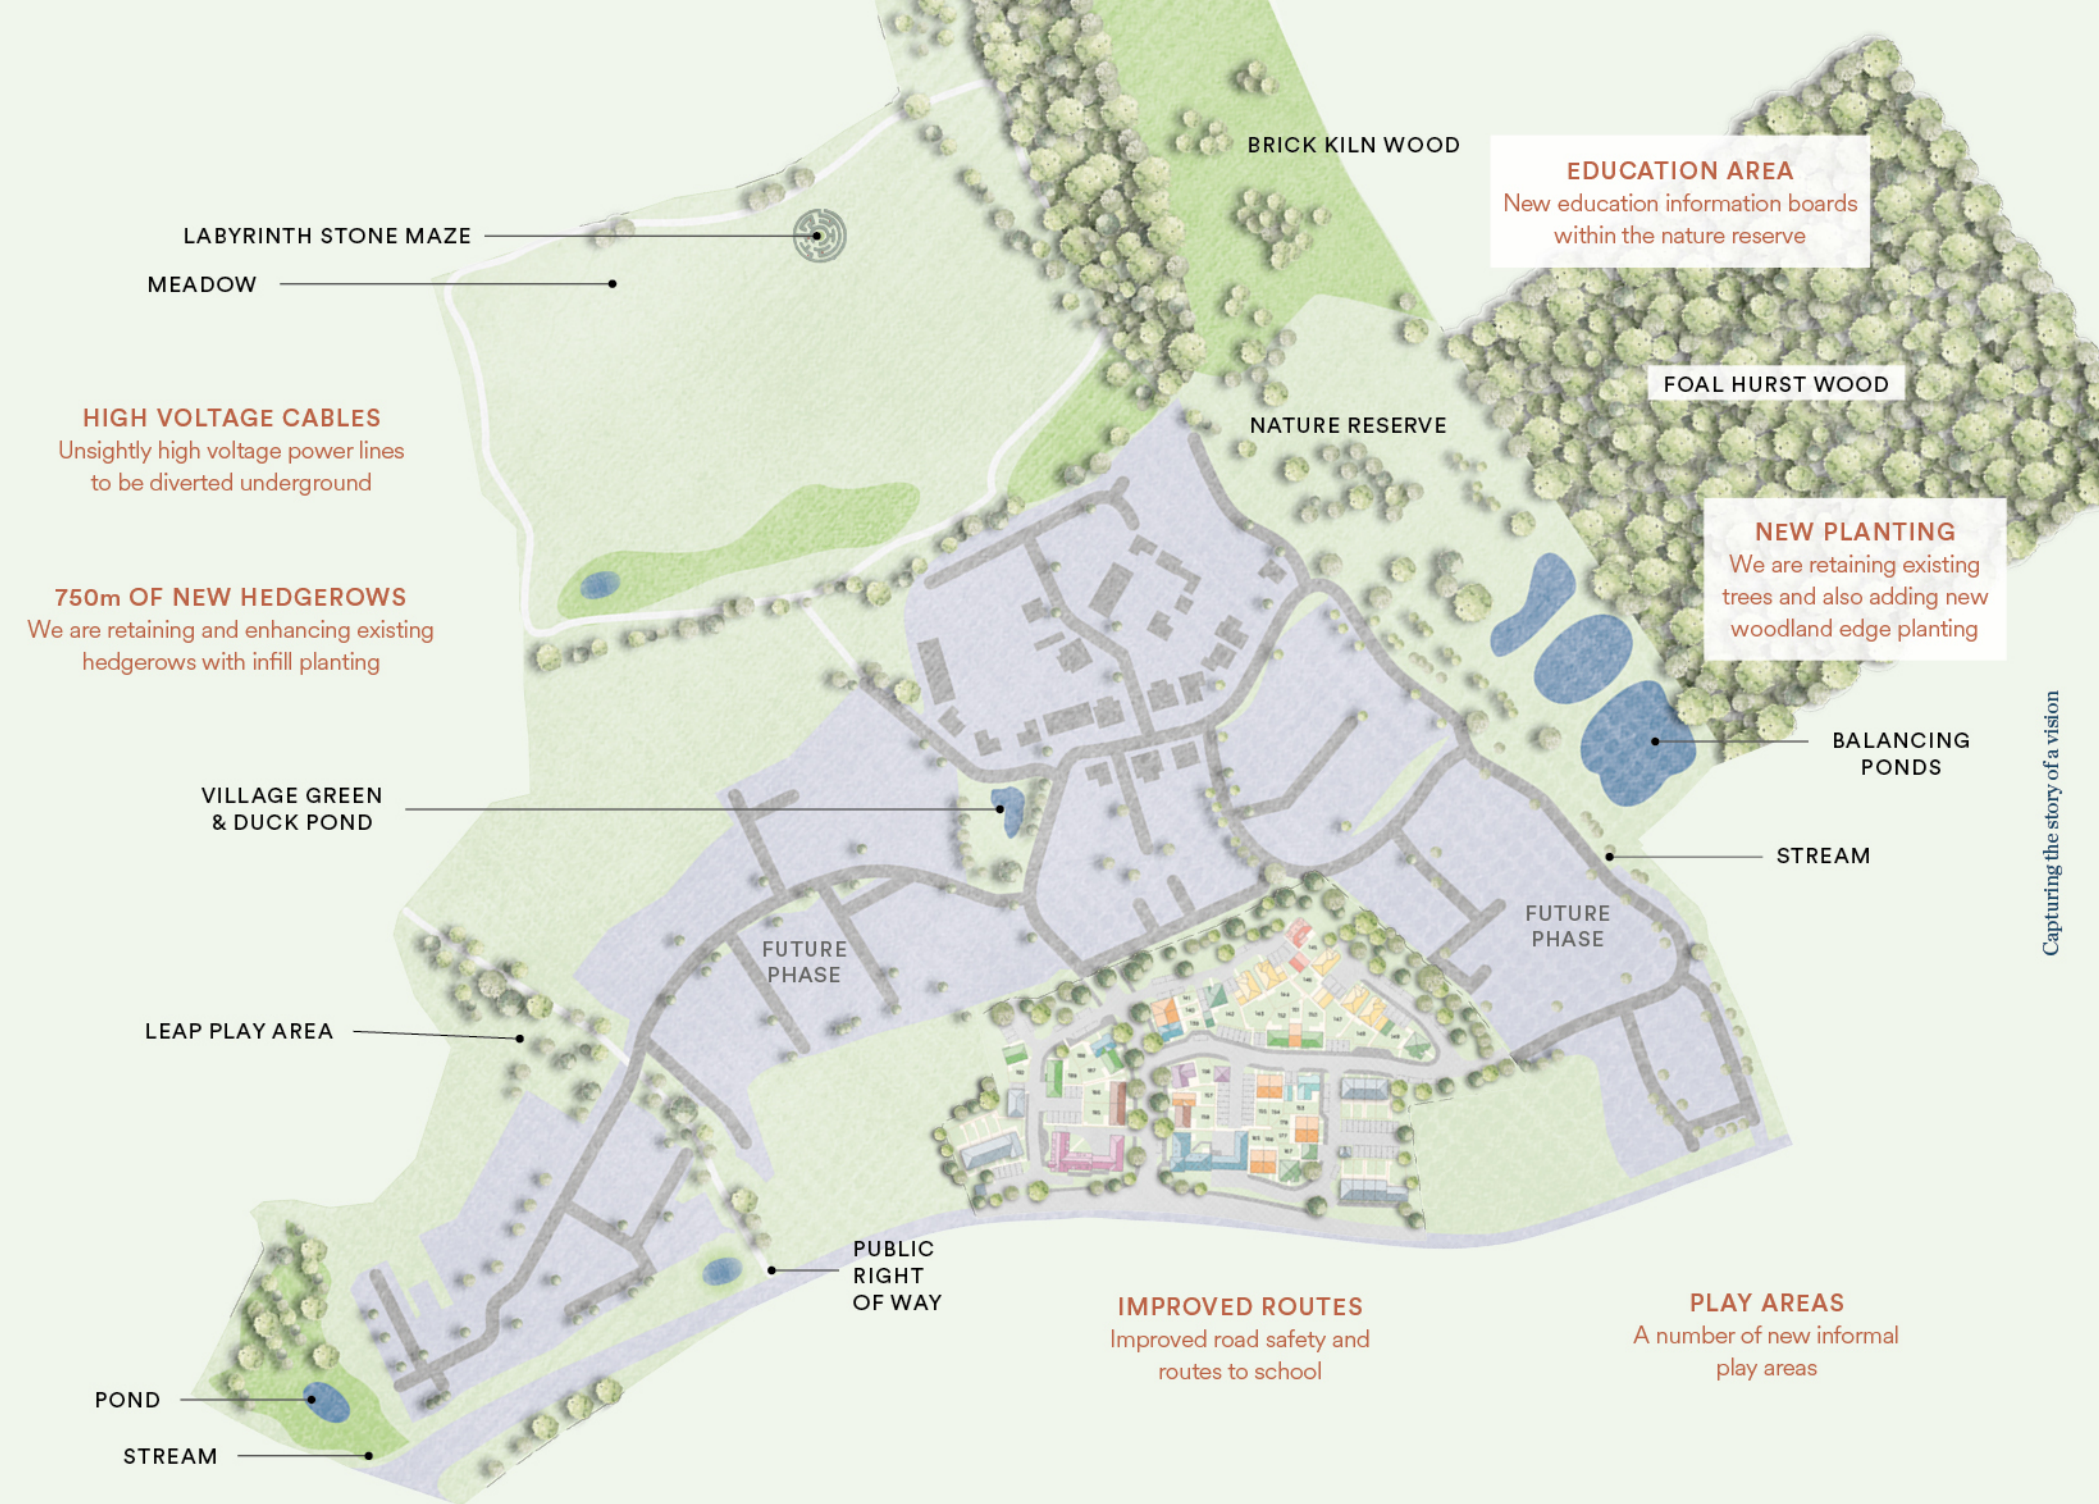 BRICK KILN WOOD
EDUCATION AREA
New education information boards
within the nature reserve
LABYRINTH STONE MAZE
MEADOW
FOAL HURST WOOD
HIGH VOLTAGE CABLES
Unsightly high voltage power lines
to be diverted underground
NATURE RESERVE
NEW PLANTING
We are retaining existing
trees and also adding new
woodland edge planting
750m OF NEW HEDGEROWS
We are retaining and enhancing existing
hedgerows with infill planting
BALANCING
PONDS
Capturing the story of a vision
VILLAGE GREEN
& DUCK POND
STREAM
FUTURE
PHASE
FUTURE
PHASE
LEAP PLAY AREA
PUBLIC
RIGHT
OF WAY
IMPROVED ROUTES
Improved road safety and
routes to school
PLAY AREAS
A number of new informal
play areas
POND
STREAM